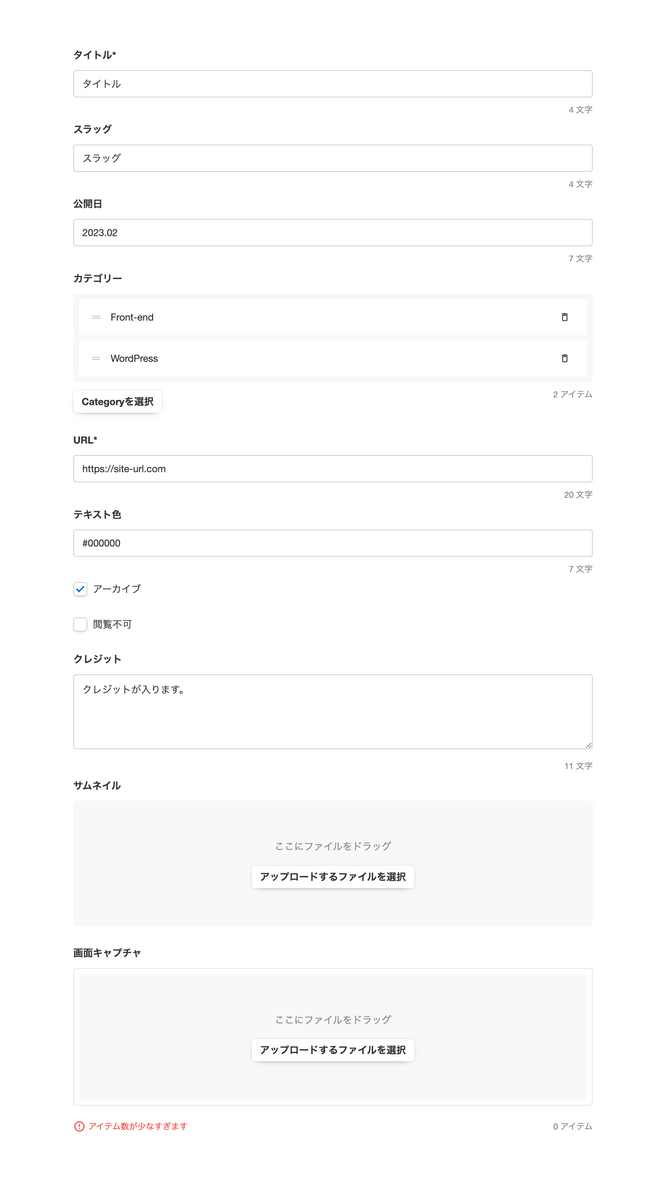 タイトル*
タイトル
4 文字
スラッグ
スラッグ
4 文字
公開日
2023.02
7 文字
カテゴリー
Front-end
WordPress
Categoryを選択
2 アイテム
URL*
https://site-url.com
20 文字
テキスト色
#000000
7 文字
アーカイブ
閲覧不可
クレジット
クレジットが入ります。
11 文字
サムネイル
ここにファイルをドラッグ
アップロードするファイルを選択
画面キャプチャ
ここにファイルをドラッグ
アップロードするファイルを選択
アイテム数が少なすぎます
0 アイテム